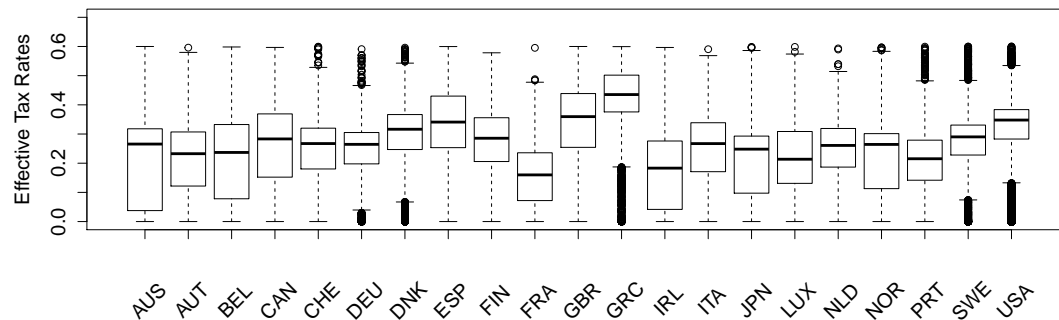 Effective Tax Rates
0.6
0.4
0.2
0.0
AUS AUT BEL CAN CHE DEU DNK ESP FIN FRA GBR GRC IRL ITA JPN LUX NLD NOR PRT SWE USA